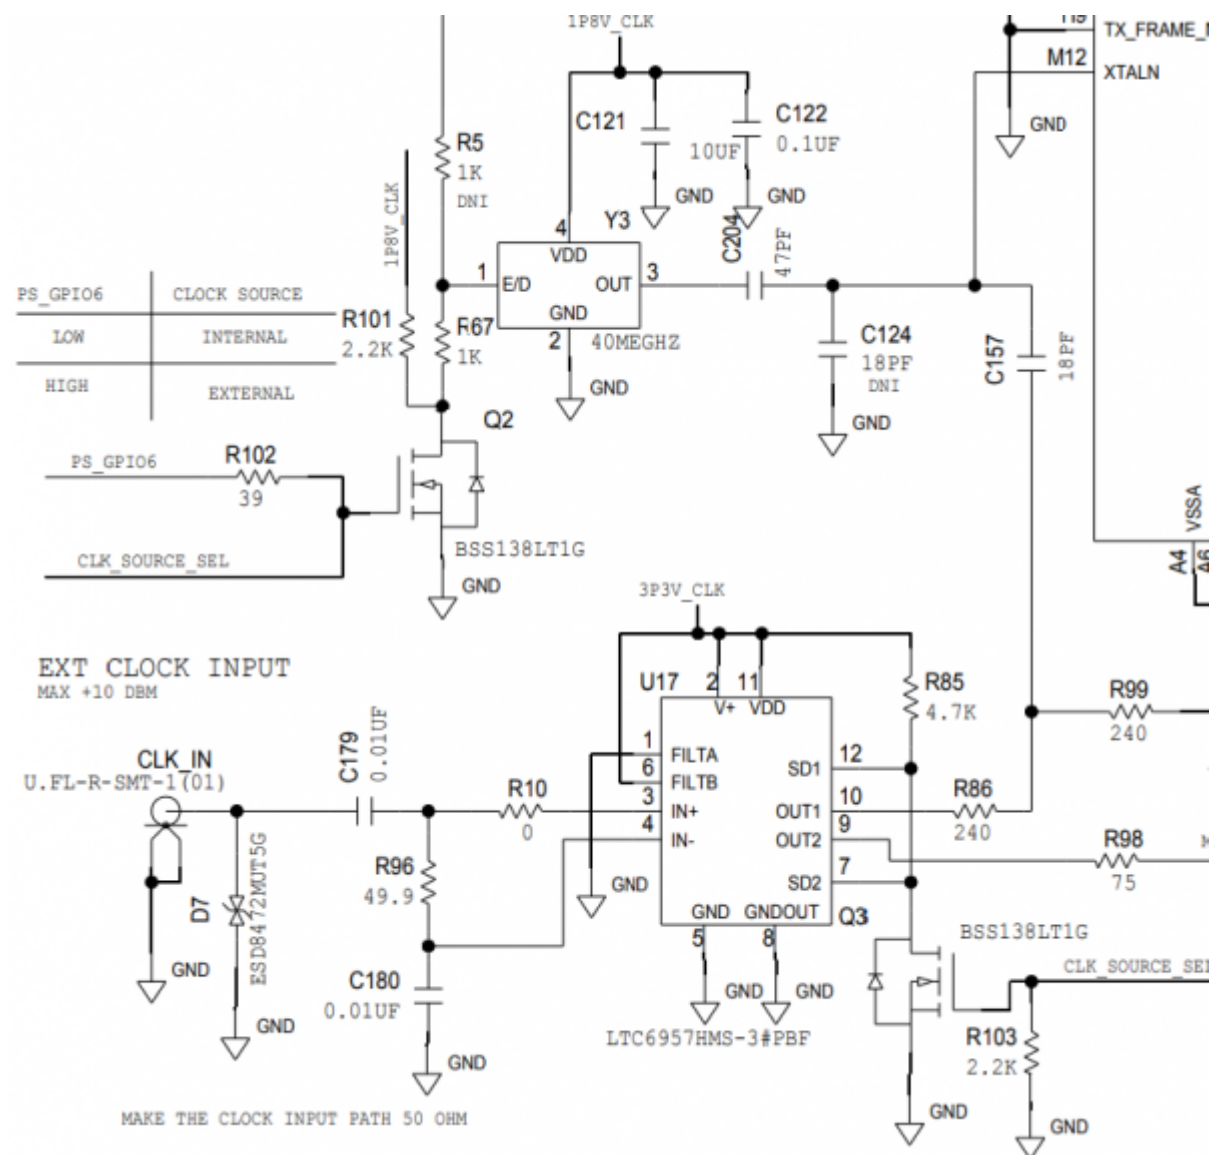 1P8V_CLK
H9
TX_FRAME_
M12
XTALN
GND
C121
10UF
GND
C122
0.1UF
GND
R5
1K
DNI
1P8V_CLK
Y3
4
VDD
1
E/D
OUT
3
GND
2
40MEGHZ
GND
C204
47PF
C124
18PF
DNI
GND
C157
18PF
PS_GPIO6
CLOCK SOURCE
LOW
INTERNAL
HIGH
EXTERNAL
R101
2.2K
R67
1K
Q2
PS_GPIO6
R102
39
CLK_SOURCE_SEL
BSS138LT1G
GND
VSSA
A4
A6
3P3V_CLK
EXT CLOCK INPUT
MAX +10 DBM
CLK_IN
U.FL-R-SMT-1(01)
C179
0.01UF
R10
0
R96
49.9
D7
ESD8472MUT5G
GND
GND
C180
0.01UF
GND
MAKE THE CLOCK INPUT PATH 50 OHM
U17
2
11
V+
VDD
1
FILTA
6
FILTB
3
IN+
4
IN-
SD1
12
OUT1
10
OUT2
9
SD2
7
GND
GNDOUT
5
8
GND
GND
GND
LTC6957HMS-3#PBF
R85
4.7K
R86
240
R99
240
R98
75
M
Q3
BSS138LT1G
CLK_SOURCE_SEL
R103
2.2K
GND
GND